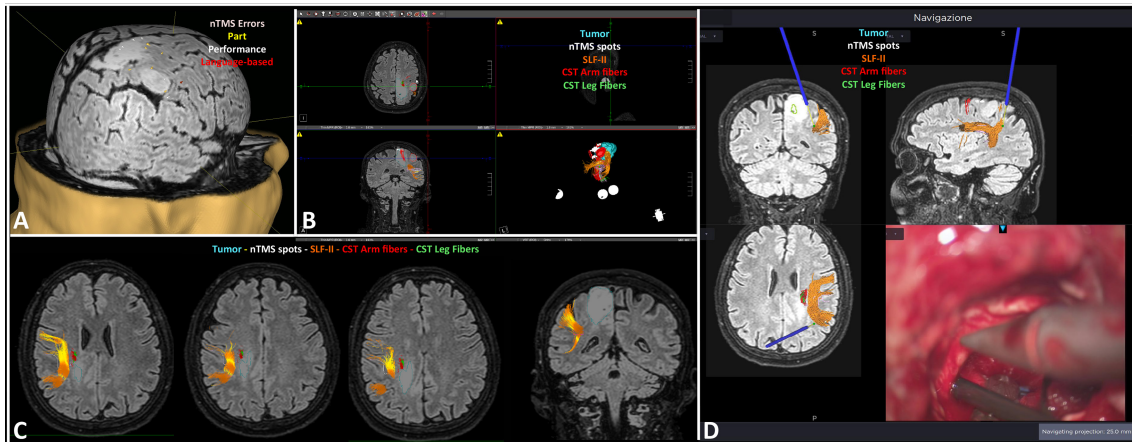 nTMS Errors
Part
Performance
Language-based
A
Tumor
nTMS spots
SLF-II
CST Arm fibers
CST Leg Fibers
B
Tumor - nTMS spots - SLF-II - CST Arm fibers - CST Leg Fibers
C
Navigazione
S
S
Tumor
nTMS spots
SLF-II
CST Arm fibers
CST Leg Fibers
P
D
Navigating projection: 25.0 mm